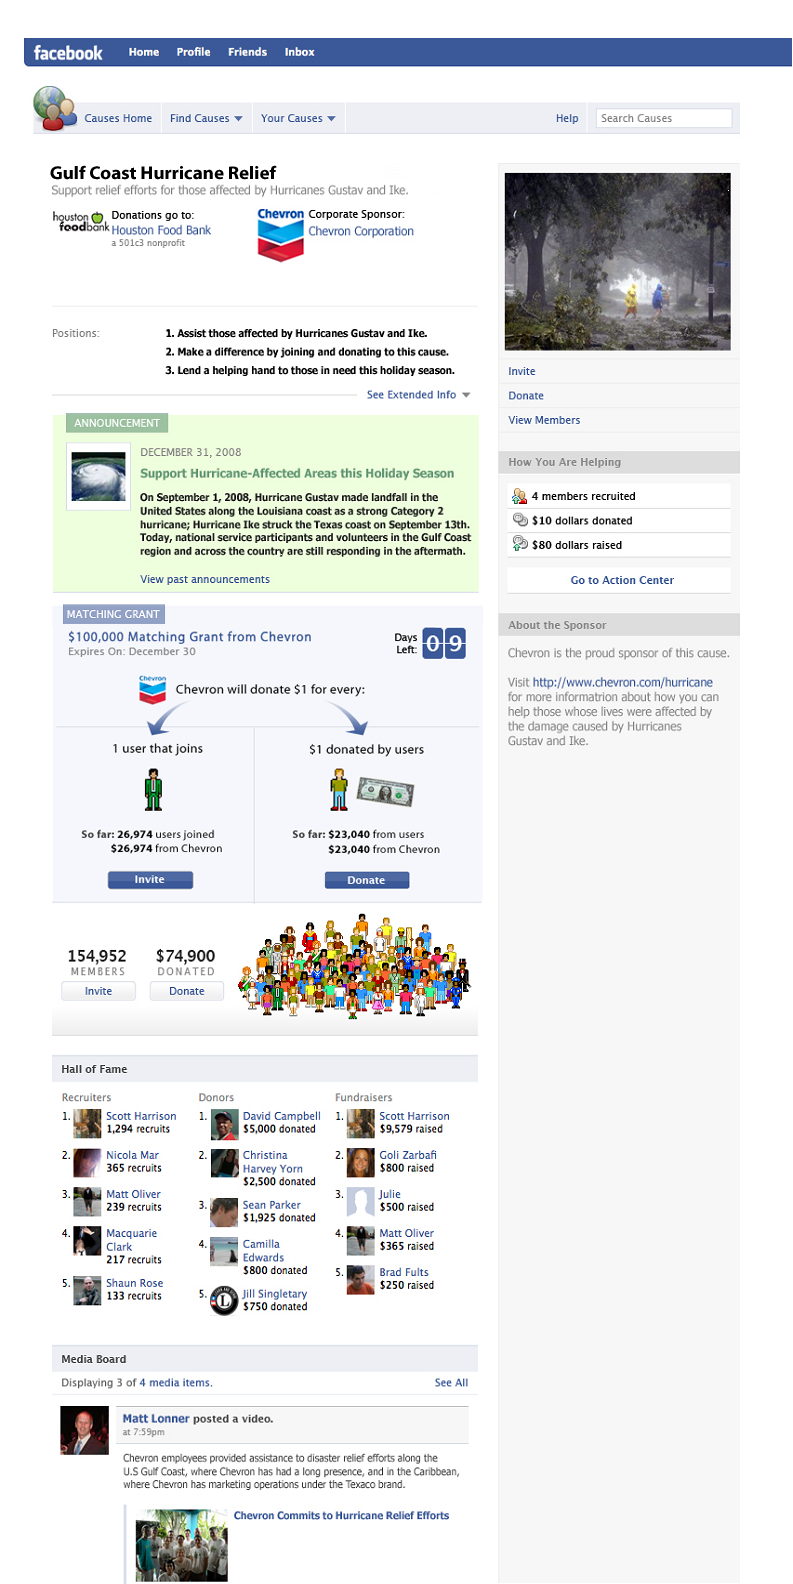 facebook Home Profile Friends Inbox
Causes Home Find Causes Your Causes Help Search Causes
Gulf Coast Hurricane Relief
Support relief efforts for those affected by Hurricanes Gustav and Ike.
houston
foodbank
Donations go to:
Houston Food Bank
a 501c3 nonprofit
Chevron
Corporate Sponsor:
Chevron Corporation
Positions:
1. Assist those affected by Hurricanes Gustav and Ike.
2. Make a difference by joining and donating to this cause.
3. Lend a helping hand to those in need this holiday season.
See Extended Info
ANNOUNCEMENT
DECEMBER 31, 2008
Support Hurricane-Affected Areas this Holiday Season
On September 1, 2008, Hurricane Gustav made landfall in the
United States along the Louisiana coast as a strong Category 2
hurricane; Hurricane Ike struck the Texas coast on September 13th.
Today, national service participants and volunteers in the Gulf Coast
region and across the country are still responding in the aftermath.
View past announcements
MATCHING GRANT
$100,000 Matching Grant from Chevron
Expires On: December 30
Days
Left:
09
Chevron
Chevron will donate $1 for every:
1 user that joins
So far: 26,974 users joined
$26,974 from Chevron
Invite
$1 donated by users
So far: $23,040 from users
$23,040 from Chevron
Donate
154,952
MEMBERS
Invite
$74,900
DONATED
Donate
Hall of Fame
Recruiters
1. Scott Harrison
1,294 recruits
2. Nicola Mar
365 recruits
3. Matt Oliver
239 recruits
4. Macquarie
Clark
217 recruits
5. Shaun Rose
133 recruits
Donors
1. David Campbell
$5,000 donated
2. Christina
Harvey Yorn
$2,500 donated
3. Sean Parker
$1,925 donated
4. Camilla
Edwards
$800 donated
5. Jill Singletary
$750 donated
L
Fundraisers
1. Scott Harrison
$9,579 raised
2. Goli Zarbafi
$800 raised
3. Julie
$500 raised
4. Matt Oliver
$365 raised
5. Brad Fults
$250 raised
Media Board
Displaying 3 of 4 media items. See All
Matt Lonner posted a video.
at 7:59pm
Chevron employees provided assistance to disaster relief efforts along the
U.S Gulf Coast, where Chevron has had a long presence, and in the Caribbean,
where Chevron has marketing operations under the Texaco brand.
Chevron Commits to Hurricane Relief Efforts
Invite
Donate
View Members
How You Are Helping
4 members recruited
$10 dollars donated
$80 dollars raised
Go to Action Center
About the Sponsor
Chevron is the proud sponsor of this cause.
Visit http://www.chevron.com/hurricane
for more informatrion about how you can
help those whose lives were affected by
the damage caused by Hurricanes
Gustav and Ike.